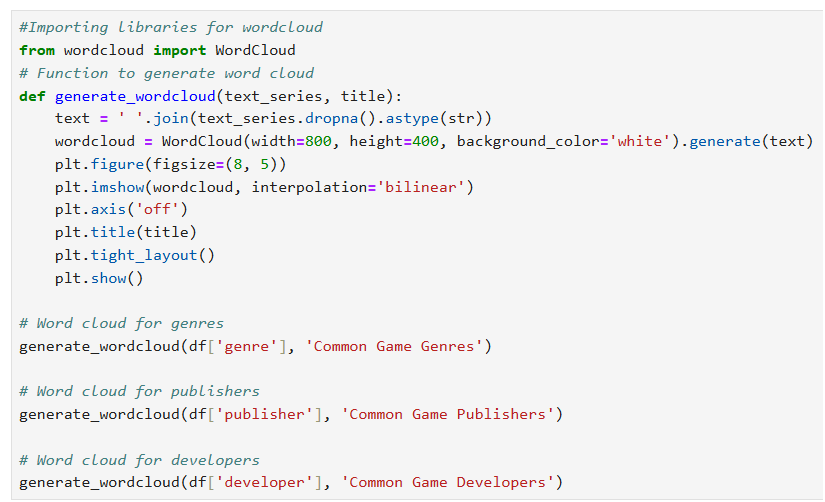 #Importing libraries for wordcloud
from wordcloud import WordCloud
# Function to generate word cloud
def generate_wordcloud(text_series, title):
    text = ' '.join(text_series.dropna().astype(str))
    wordcloud = WordCloud(width=800, height=400, background_color='white').generate(text)
    plt.figure(figsize=(8, 5))
    plt.imshow(wordcloud, interpolation='bilinear')
    plt.axis('off')
    plt.title(title)
    plt.tight_layout()
    plt.show()

# Word cloud for genres
generate_wordcloud(df['genre'], 'Common Game Genres')

# Word cloud for publishers
generate_wordcloud(df['publisher'], 'Common Game Publishers')

# Word cloud for developers
generate_wordcloud(df['developer'], 'Common Game Developers')